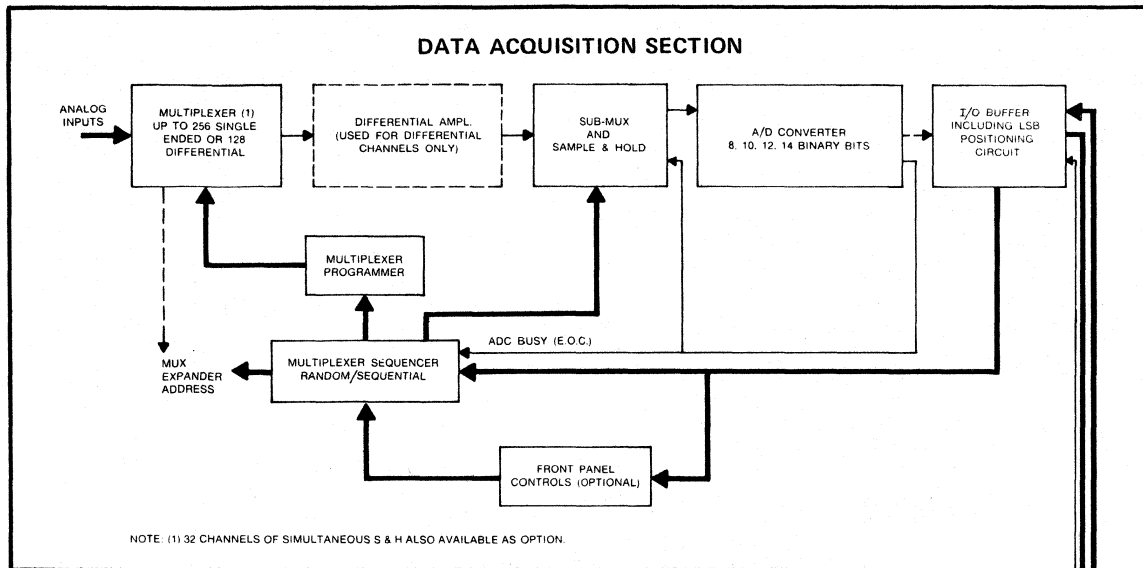 DATA ACQUISITION SECTION
ANALOG
INPUTS
MULTIPLEXER (1)
UP TO 256 SINGLE
ENDED OR 128
DIFFERENTIAL
DIFFERENTIAL AMPL.
(USED FOR DIFFERENTIAL
CHANNELS ONLY)
SUB-MUX
AND
SAMPLE & HOLD
A/D CONVERTER
8, 10, 12, 14 BINARY BITS
I/O BUFFER
INCLUDING LSB
POSITIONING
CIRCUIT
MULTIPLEXER
PROGRAMMER
ADC BUSY (E.O.C.)
MUX
EXPANDER
ADDRESS
MULTIPLEXER SEQUENCER
RANDOM/SEQUENTIAL
FRONT PANEL
CONTROLS (OPTIONAL)
NOTE: (1) 32 CHANNELS OF SIMULTANEOUS S & H ALSO AVAILABLE AS OPTION.